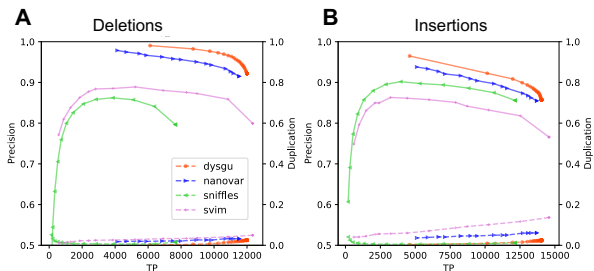 A
Deletions
B
Insertions
1.0
0.9
0.8
0.7
0.6
0.5
Precision
1.0
0.8
0.6
0.4
0.2
0.0
Duplication
dysgu
nanovar
sniffles
svim
0 2000 4000 6000 8000 10000 12000
TP
1.0
0.9
0.8
0.7
0.6
0.5
Precision
1.0
0.8
0.6
0.4
0.2
0.0
Duplication
0 2500 5000 7500 10000 12500
TP